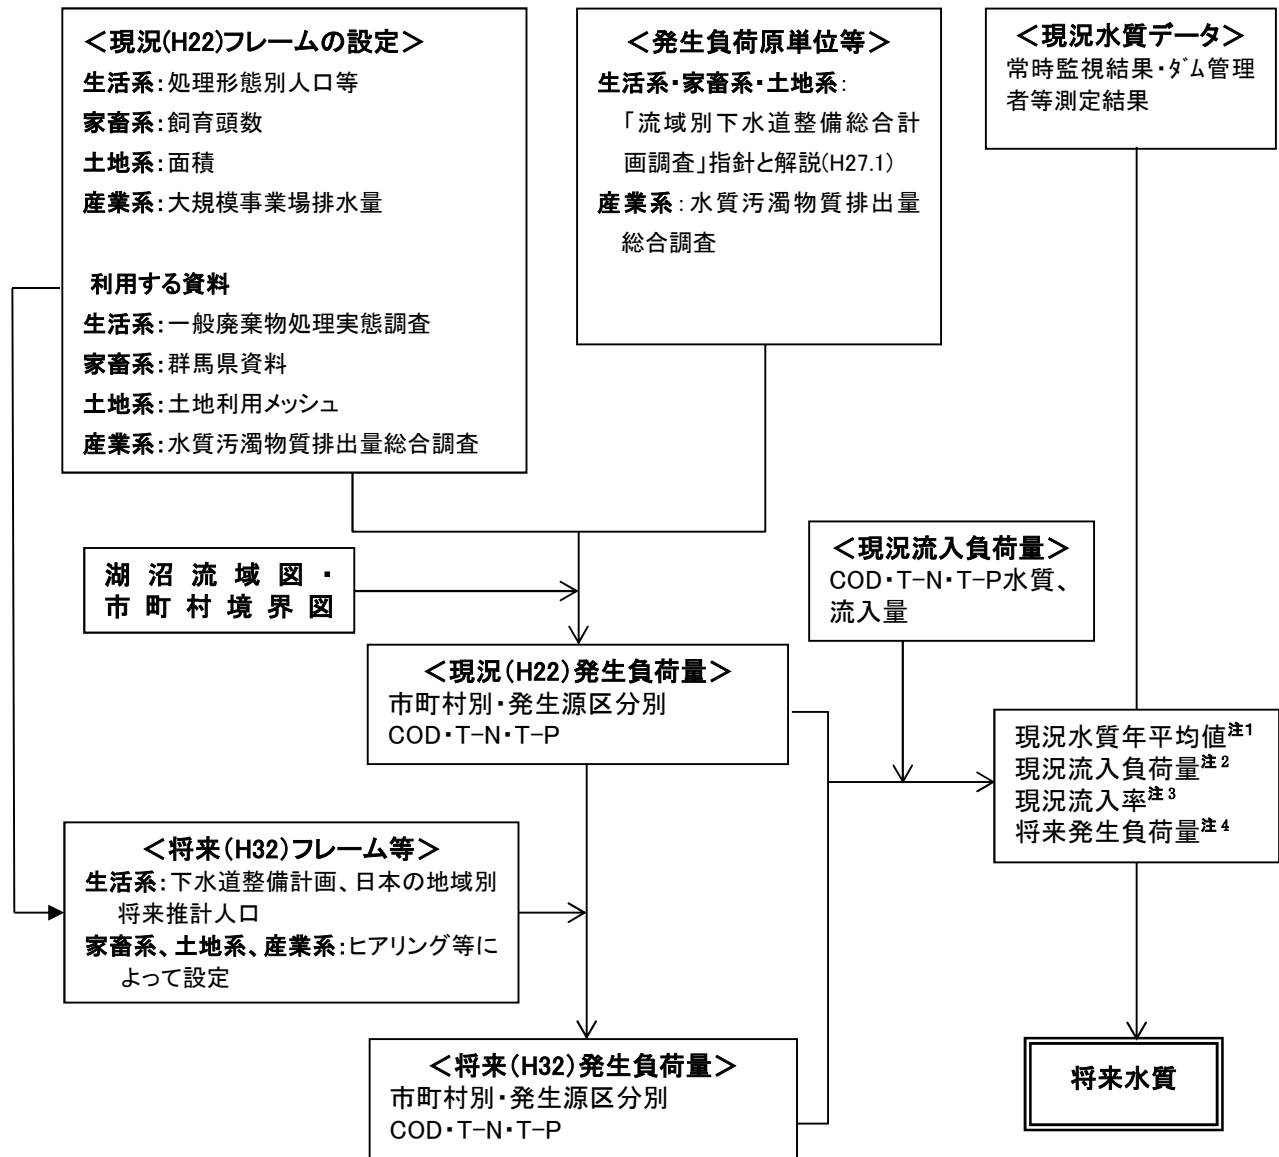 ＜現況(H22)フレームの設定＞
生活系：処理形態別人口等
家畜系：飼育頭数
土地系：面積
産業系：大規模事業場排水量
利用する資料
生活系：一般廃棄物処理実態調査
家畜系：群馬県資料
土地系：土地利用メッシュ
産業系：水質汚濁物質排出量総合調査
＜発生負荷原単位等＞
生活系・家畜系・土地系：
「流域別下水道整備総合計
画調査」指針と解説(H27.1)
産業系：水質汚濁物質排出量
総合調査
＜現況水質データ＞
常時監視結果・ダム管理
者等測定結果
湖沼流域図・
市町村境界図
＜現況流入負荷量＞
COD・T-N・T-P水質、
流入量
＜現況（H22）発生負荷量＞
市町村別・発生源区分別
COD・T-N・T-P
現況水質年平均値注1
現況流入負荷量注2
現況流入率注3
将来発生負荷量注4
＜将来（H32）フレーム等＞
生活系：下水道整備計画、日本の地域別
将来推計人口
家畜系、土地系、産業系：ヒアリング等に
よって設定
＜将来（H32）発生負荷量＞
市町村別・発生源区分別
COD・T-N・T-P
将来水質